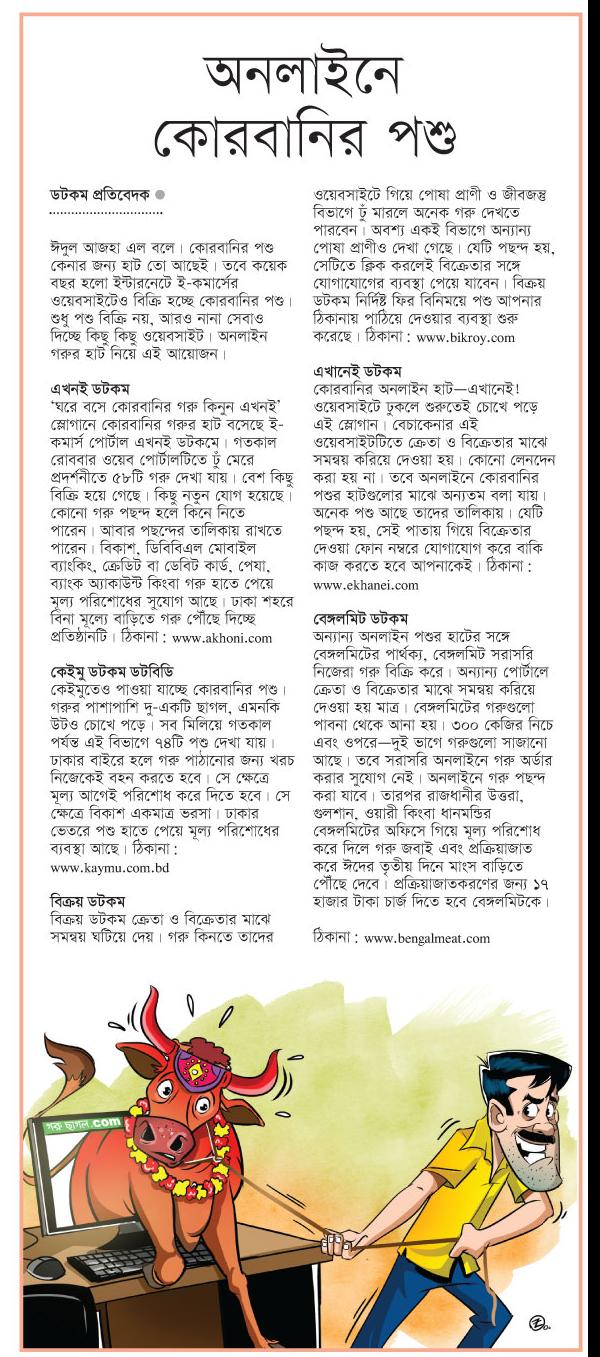 অনলাইনে
কোরবানির পশু
ডটকম প্রতিবেদক
ঈদুল আজহা এল বলে। কোরবানির পশু
কেনার জন্য হাট তো আছেই। তবে কয়েক
বছর হলো ইন্টারনেটে ই-কমার্সের
ওয়েবসাইটেও বিক্রি হচ্ছে কোরবানির পশু।
শুধু পশু বিক্রি নয়, আরও নানা সেবাও
দিচ্ছে কিছু কিছু ওয়েবসাইট। অনলাইন
গরুর হাট নিয়ে এই আয়োজন।
এখনই ডটকম
‘ঘরে বসে কোরবানির গরু কিনুন এখনই’
স্লোগানে কোরবানির গরুর হাট বসেছে ই-
কমার্স পোর্টাল এখনই ডটকমে। গতকাল
রোববার ওয়েব পোর্টালটিতে ঢুঁ মেরে
প্রদর্শনীতে ৫৮টি গরু দেখা যায়। বেশ কিছু
বিক্রি হয়ে গেছে। কিছু নতুন যোগ হয়েছে।
কোনো গরু পছন্দ হলে কিনে নিতে
পারেন। আবার পছন্দের তালিকায় রাখতে
পারেন। বিকাশ, ডিবিবিএল মোবাইল
ব্যাংকিং, ক্রেডিট বা ডেবিট কার্ড, পেযা,
ব্যাংক অ্যাকাউন্ট কিংবা গরু হাতে পেয়ে
মূল্য পরিশোধের সুযোগ আছে। ঢাকা শহরে
বিনা মূল্যে বাড়িতে গরু পৌঁছে দিচ্ছে
প্রতিষ্ঠানটি। ঠিকানা : www.akhoni.com
কেইমু ডটকম ডটবিডি
কেইমুতেও পাওয়া যাচ্ছে কোরবানির পশু।
গরুর পাশাপাশি দু-একটি ছাগল, এমনকি
উটও চোখে পড়ে। সব মিলিয়ে গতকাল
পর্যন্ত এই বিভাগে ৭৪টি পশু দেখা যায়।
ঢাকার বাইরে হলে গরু পাঠানোর জন্য খরচ
নিজেকেই বহন করতে হবে। সে ক্ষেত্রে
মূল্য আগেই পরিশোধ করে দিতে হবে। সে
ক্ষেত্রে বিকাশ একমাত্র ভরসা। ঢাকার
ভেতরে পশু হাতে পেয়ে মূল্য পরিশোধের
ব্যবস্থা আছে। ঠিকানা :
www.kaymu.com.bd
বিক্রয় ডটকম
বিক্রয় ডটকম ক্রেতা ও বিক্রেতার মাঝে
সমন্বয় ঘটিয়ে দেয়। গরু কিনতে তাদের
ওয়েবসাইটে গিয়ে পোষা প্রাণী ও জীবজন্তু
বিভাগে ঢুঁ মারলে অনেক গরু দেখতে
পারবেন। অবশ্য একই বিভাগে অন্যান্য
পোষা প্রাণীও দেখা গেছে। যেটি পছন্দ হয়,
সেটিতে ক্লিক করলেই বিক্রেতার সঙ্গে
যোগাযোগের ব্যবস্থা পেয়ে যাবেন। বিক্রয়
ডটকম নির্দিষ্ট ফির বিনিময়ে পশু আপনার
ঠিকানায় পাঠিয়ে দেওয়ার ব্যবস্থা শুরু
করেছে। ঠিকানা : www.bikroy.com
এখানেই ডটকম
কোরবানির অনলাইন হাট—এখানেই!
ওয়েবসাইটে ঢুকলে শুরুতেই চোখে পড়ে
এই স্লোগান। বেচাকেনার এই
ওয়েবসাইটটিতে ক্রেতা ও বিক্রেতার মাঝে
সমন্বয় করিয়ে দেওয়া হয়। কোনো লেনদেন
করা হয় না। তবে অনলাইনে কোরবানির
পশুর হাটগুলোর মাঝে অন্যতম বলা যায়।
অনেক পশু আছে তাদের তালিকায়। যেটি
পছন্দ হয়, সেই পাতায় গিয়ে বিক্রেতার
দেওয়া ফোন নম্বরে যোগাযোগ করে বাকি
কাজ করতে হবে আপনাকেই। ঠিকানা :
www.ekhanei.com
বেঙ্গলমিট ডটকম
অন্যান্য অনলাইন পশুর হাটের সঙ্গে
বেঙ্গলমিটের পার্থক্য, বেঙ্গলমিট সরাসরি
নিজেরা গরু বিক্রি করে। অন্যান্য পোর্টালে
ক্রেতা ও বিক্রেতার মাঝে সমন্বয় করিয়ে
দেওয়া হয় মাত্র। বেঙ্গলমিটের গরুগুলো
পাবনা থেকে আনা হয়। ৩০০ কেজির নিচে
এবং ওপরে—দুই ভাগে গরুগুলো সাজানো
আছে। তবে সরাসরি অনলাইনে গরু অর্ডার
করার সুযোগ নেই। অনলাইনে গরু পছন্দ
করা যাবে। তারপর রাজধানীর উত্তরা,
গুলশান, ওয়ারী কিংবা ধানমন্ডির
বেঙ্গলমিটের অফিসে গিয়ে মূল্য পরিশোধ
করে দিলে গরু জবাই এবং প্রক্রিয়াজাত
করে ঈদের তৃতীয় দিনে মাংস বাড়িতে
পৌঁছে দেবে। প্রক্রিয়াজাতকরণের জন্য ১৭
হাজার টাকা চার্জ দিতে হবে বেঙ্গলমিটকে।
ঠিকানা : www.bengalmeat.com
গরু ছাগল.com